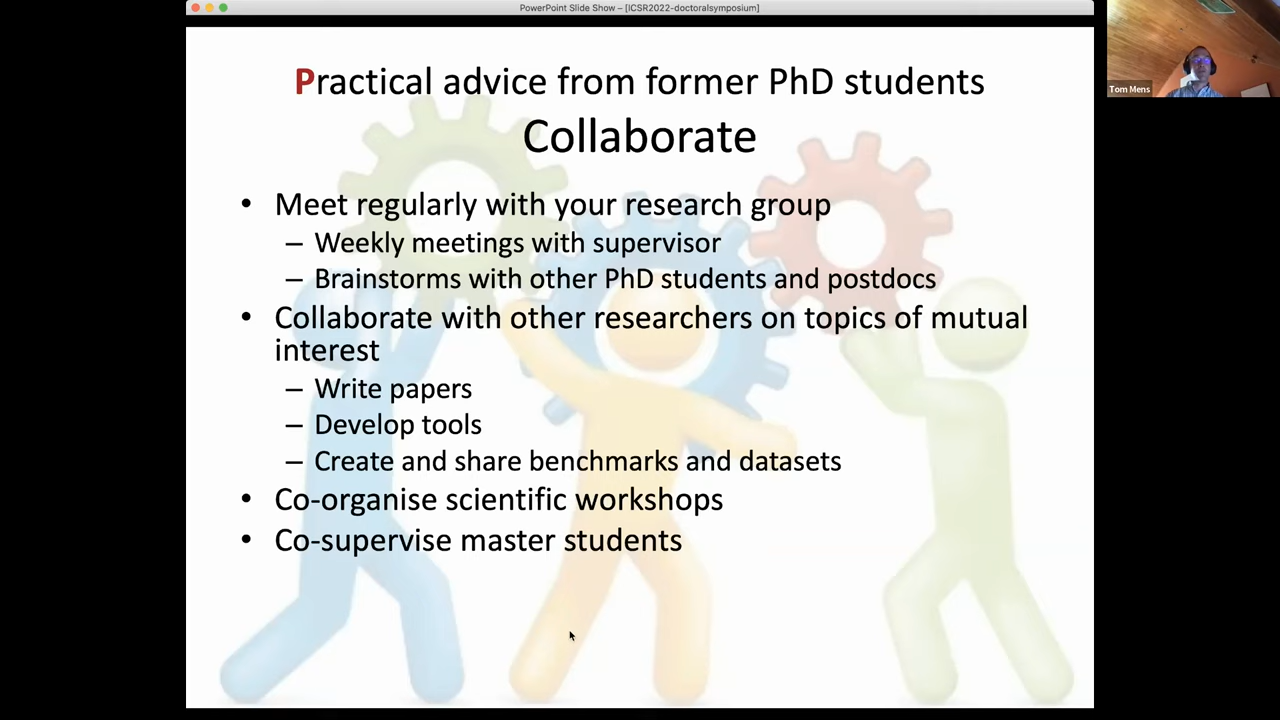 PowerPoint Slide Show – [ICSR2022-doctoralsymposium]
Practical advice from former PhD students
Collaborate
• Meet regularly with your research group
– Weekly meetings with supervisor
– Brainstorms with other PhD students and postdocs
• Collaborate with other researchers on topics of mutual
interest
– Write papers
– Develop tools
– Create and share benchmarks and datasets
• Co-organise scientific workshops
• Co-supervise master students
Tom Mens